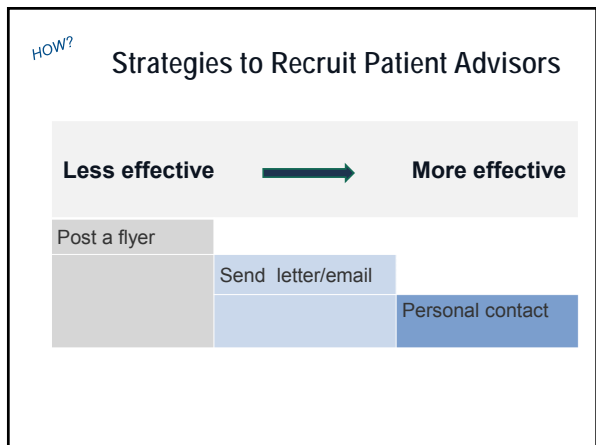 HOW?
Strategies to Recruit Patient Advisors
Less effective
More effective
Post a flyer
Send letter/email
Personal contact